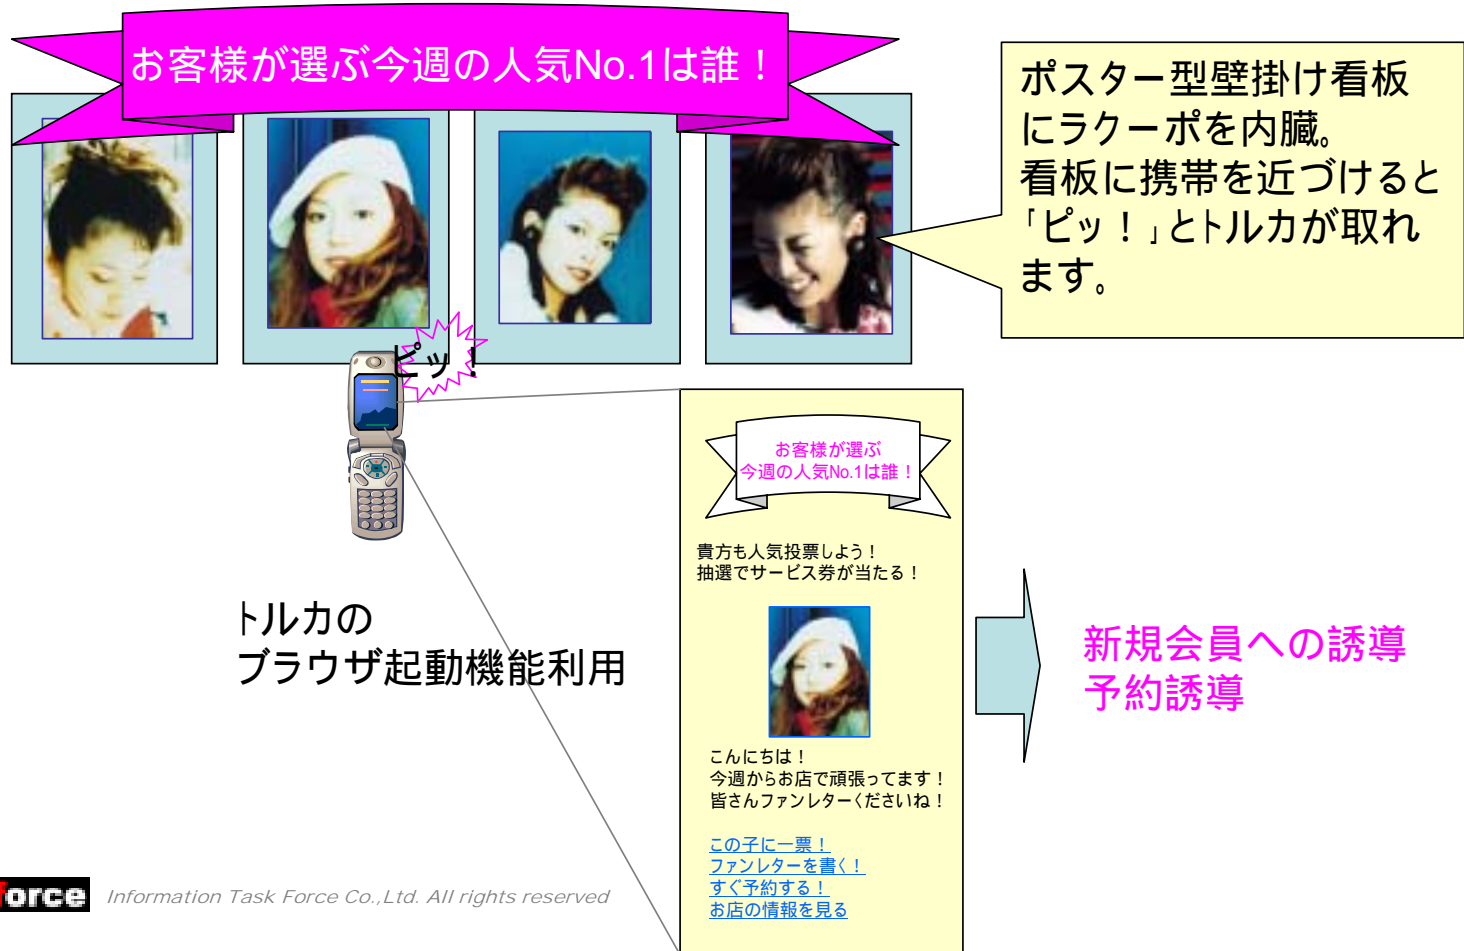 お客様が選ぶ今週の人気No.1は誰！
ポスター型壁掛け看板
にラクーポを内臓。
看板に携帯を近づけると
「ピッ！」とトルカが取れ
ます。
ピッ！
お客様が選ぶ
今週の人気No.1は誰！
貴方も人気投票しよう！
抽選でサービス券が当たる！
トルカの
ブラウザ起動機能利用
新規会員への誘導
予約誘導
こんにちは！
今週からお店で頑張ってます！
皆さんファンレターくださいね！
この子に一票！
ファンレターを書く！
すぐ予約する！
お店の情報を見る
force Information Task Force Co.,Ltd. All rights reserved